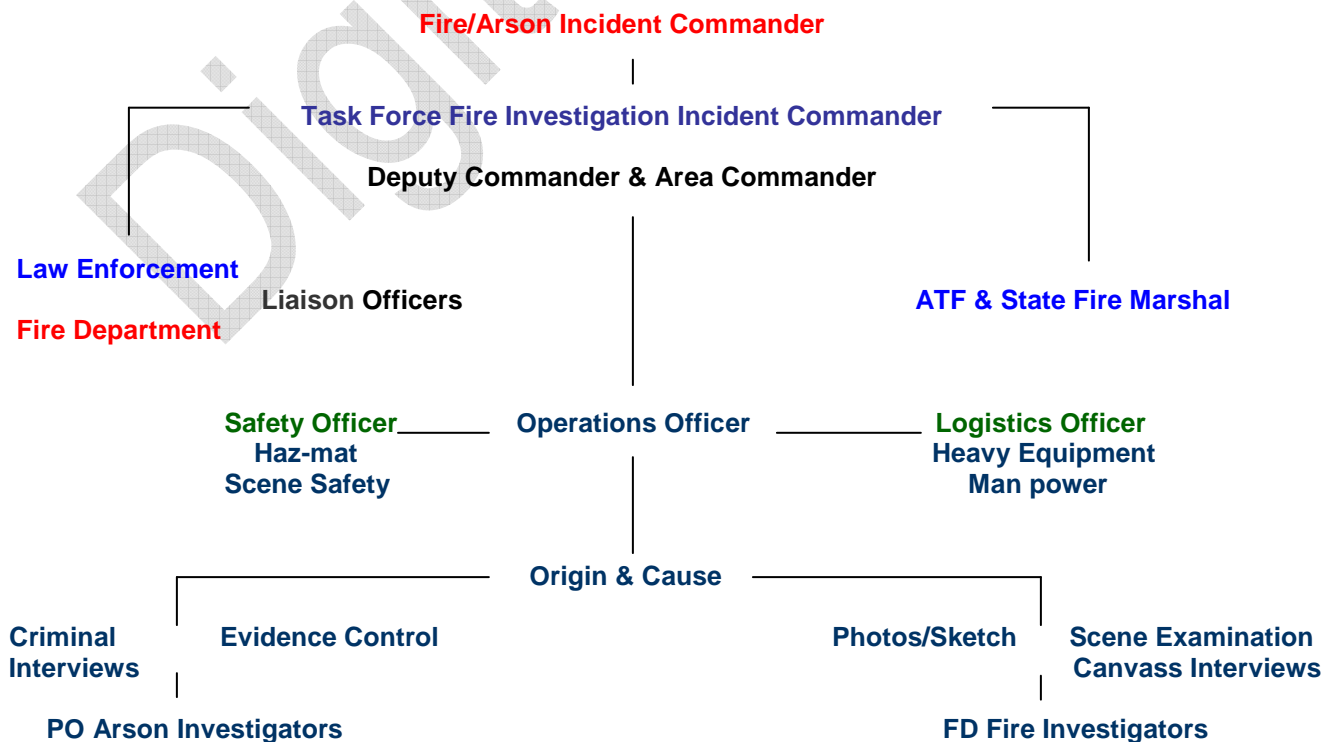 Fire/Arson Incident Commander
Task Force Fire Investigation Incident Commander
Deputy Commander & Area Commander
Law Enforcement
Liaison Officers
ATF & State Fire Marshal
Fire Department
Safety Officer
Operations Officer
Logistics Officer
Haz-mat
Heavy Equipment
Scene Safety
Man power
Origin & Cause
Criminal
Evidence Control
Photos/Sketch
Scene Examination
Interviews
Canvass Interviews
PO Arson Investigators
FD Fire Investigators
Digit